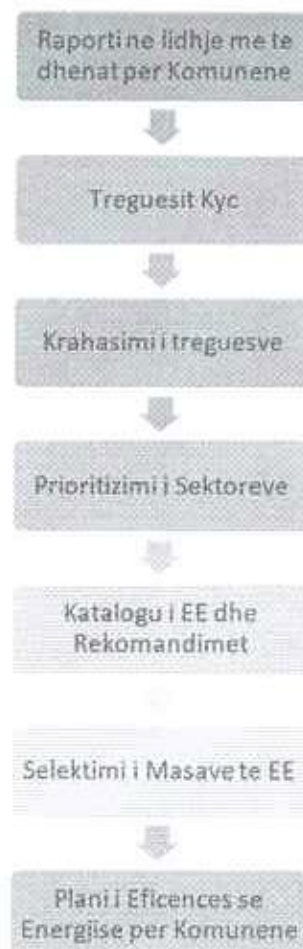 Raporti ne lidhje me te
dhenat per Komunene
Treguesit Kyc
Krahasimi i treguesve
Prioritizimi i Sektoreve
Katalogu i EE dhe
Rekomandimet
Selektimi i Masave te EE
Plani i Eficences se
Energjise per Komunene